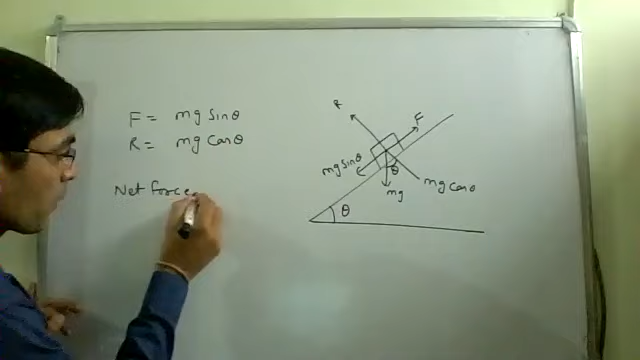 F = mg Sinθ
R = mg Cosθ
Net force
R
F
mg sinθ
θ
mg
mg cosθ
θ